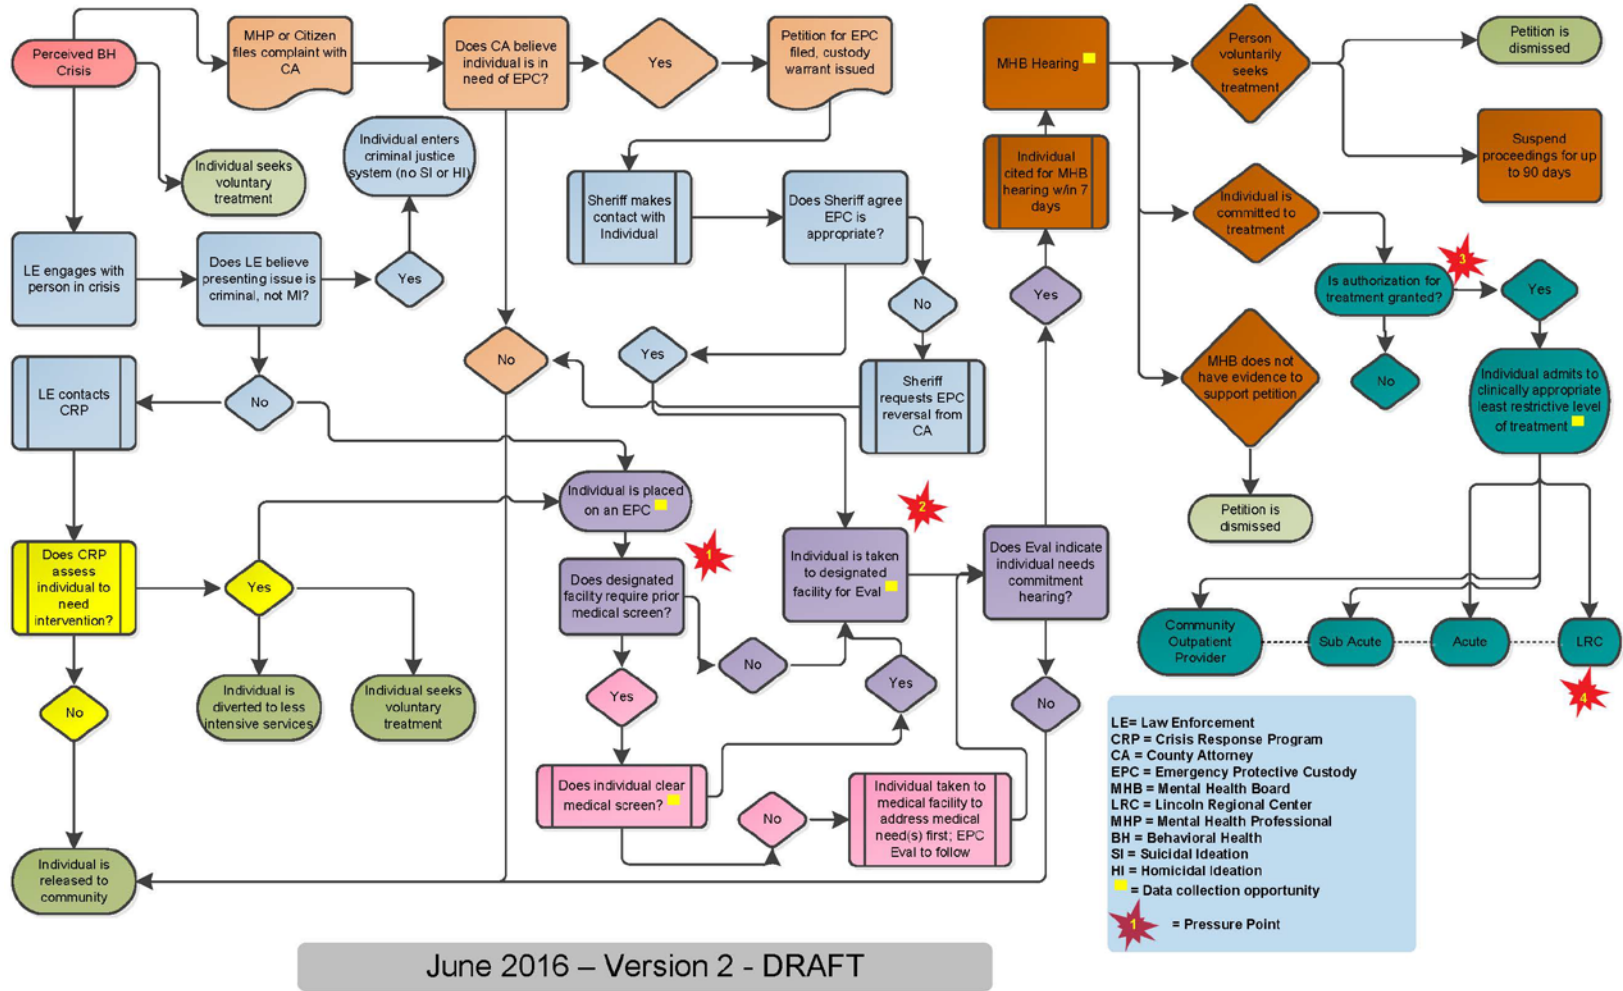 Perceived BH
Crisis
MHP or Citizen
files complaint with
CA
Does CA believe
individual is in
need of EPC?
Yes
Petition for EPC
filed, custody
warrant issued
MHB Hearing
Person
voluntarily
seeks
treatment
Petition is
dismissed
Suspend
proceedings for up
to 90 days
Individual seeks
voluntary
treatment
Individual enters
criminal justice
system (no SI or HI)
Sheriff makes
contact with
Individual
Does Sheriff agree
EPC is
appropriate?
Individual
cited for MHB
hearing w/in 7
days
Individual is
committed to
treatment
LE engages with
person in crisis
Does LE believe
presenting issue is
criminal, not MI?
Yes
No
Yes
Is authorization for
treatment granted?
3
Yes
No
Yes
No
MHB does not
have evidence to
support petition
Individual admits to
clinically appropriate
least restrictive level
of treatment
LE contacts
CRP
No
Sheriff
requests EPC
reversal from
CA
Individual is placed
on an EPC
2
Petition is
dismissed
Does CRP
assess
individual to
need
intervention?
Yes
Does designated
facility require prior
medical screen?
1
Individual is taken
to designated
facility for Eval
Does Eval indicate
individual needs
commitment
hearing?
Community
Outpatient
Provider
Sub Acute
Acute
LRC
4
No
Individual is
diverted to less
intensive services
Individual seeks
voluntary
treatment
Yes
No
Yes
No
Does individual clear
medical screen?
No
Individual taken to
medical facility to
address medical
need(s) first; EPC
Eval to follow
Individual is
released to
community
LE= Law Enforcement
CRP = Crisis Response Program
CA = County Attorney
EPC = Emergency Protective Custody
MHB = Mental Health Board
LRC = Lincoln Regional Center
MHP = Mental Health Professional
BH = Behavioral Health
SI = Suicidal Ideation
HI = Homicidal Ideation
= Data collection opportunity
1 = Pressure Point
June 2016 – Version 2 - DRAFT